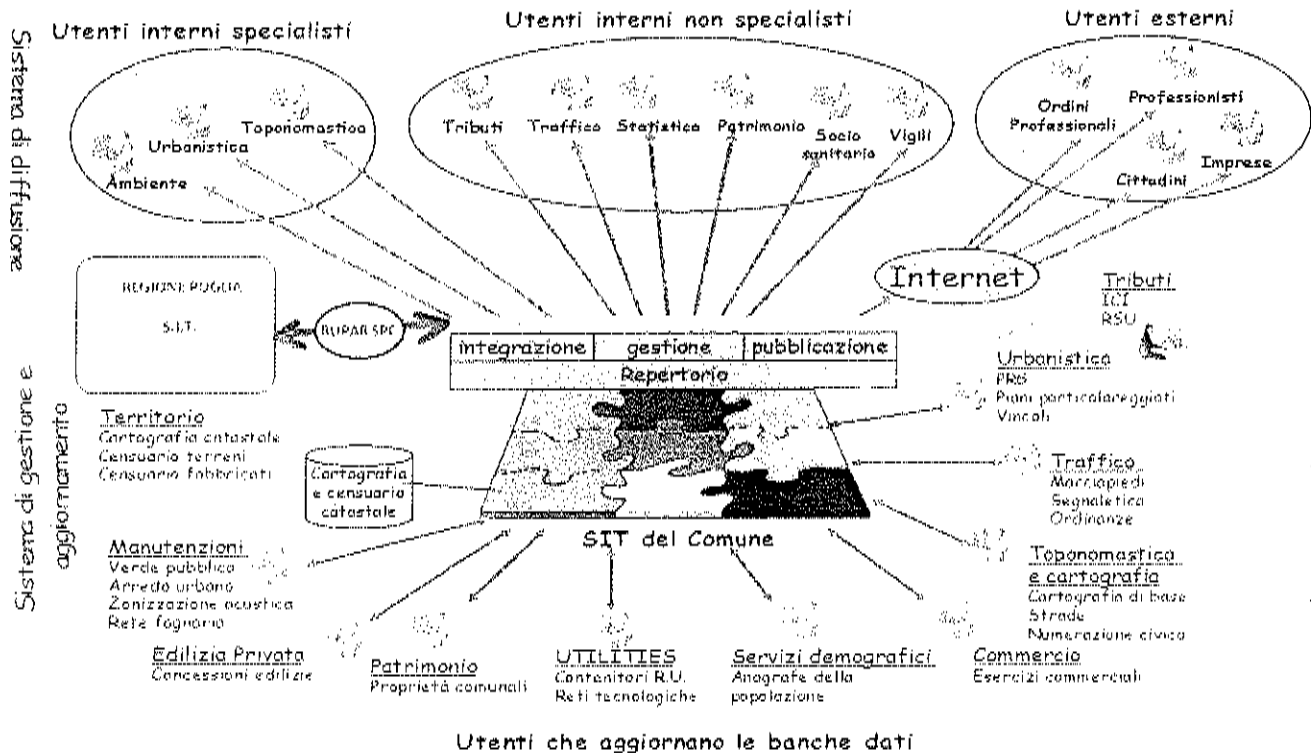 Utenti interni specialisti
Utenti interni non specialisti
Utenti esterni
Sistema di diffusione
Ambiente
Urbanistica
Toponomastica
Tributi
Traffico
Statistica
Patrimonio
Socio
sanitario
Vigili
Ordini
Professionali
Professionisti
Cittadini
Imprese
Internet
REGIONE PUGLIA
S.I.T.
RUPAR SPC
integrazione
gestione
pubblicazione
Repertorio
Sistema di gestione e
aggiornamento
Territorio
Cartografia catastale
Censuario terreni
Censuario fabbricati
Cartografia
e censuario
catastale
SIT del Comune
Tributi
ICI
RSU
Urbanistica
PRG
Piani particolareggiati
Vincoli
Traffico
Marciapiedi
Segnaletica
Ordinanze
Toponomastica
e cartografia
Cartografia di base
Strade
Numerazione civica
Manutenzioni
Verde pubblico
Arredo urbano
Zonizzazione acustica
Rete fognaria
Edilizia Privata
Concessioni edilizie
Patrimonio
Proprietà comunali
UTILITIES
Contenitori R.U.
Reti tecnologiche
Servizi demografici
Anagrafe della
popolazione
Commercio
Esercizi commerciali
Utenti che aggiornano le banche dati